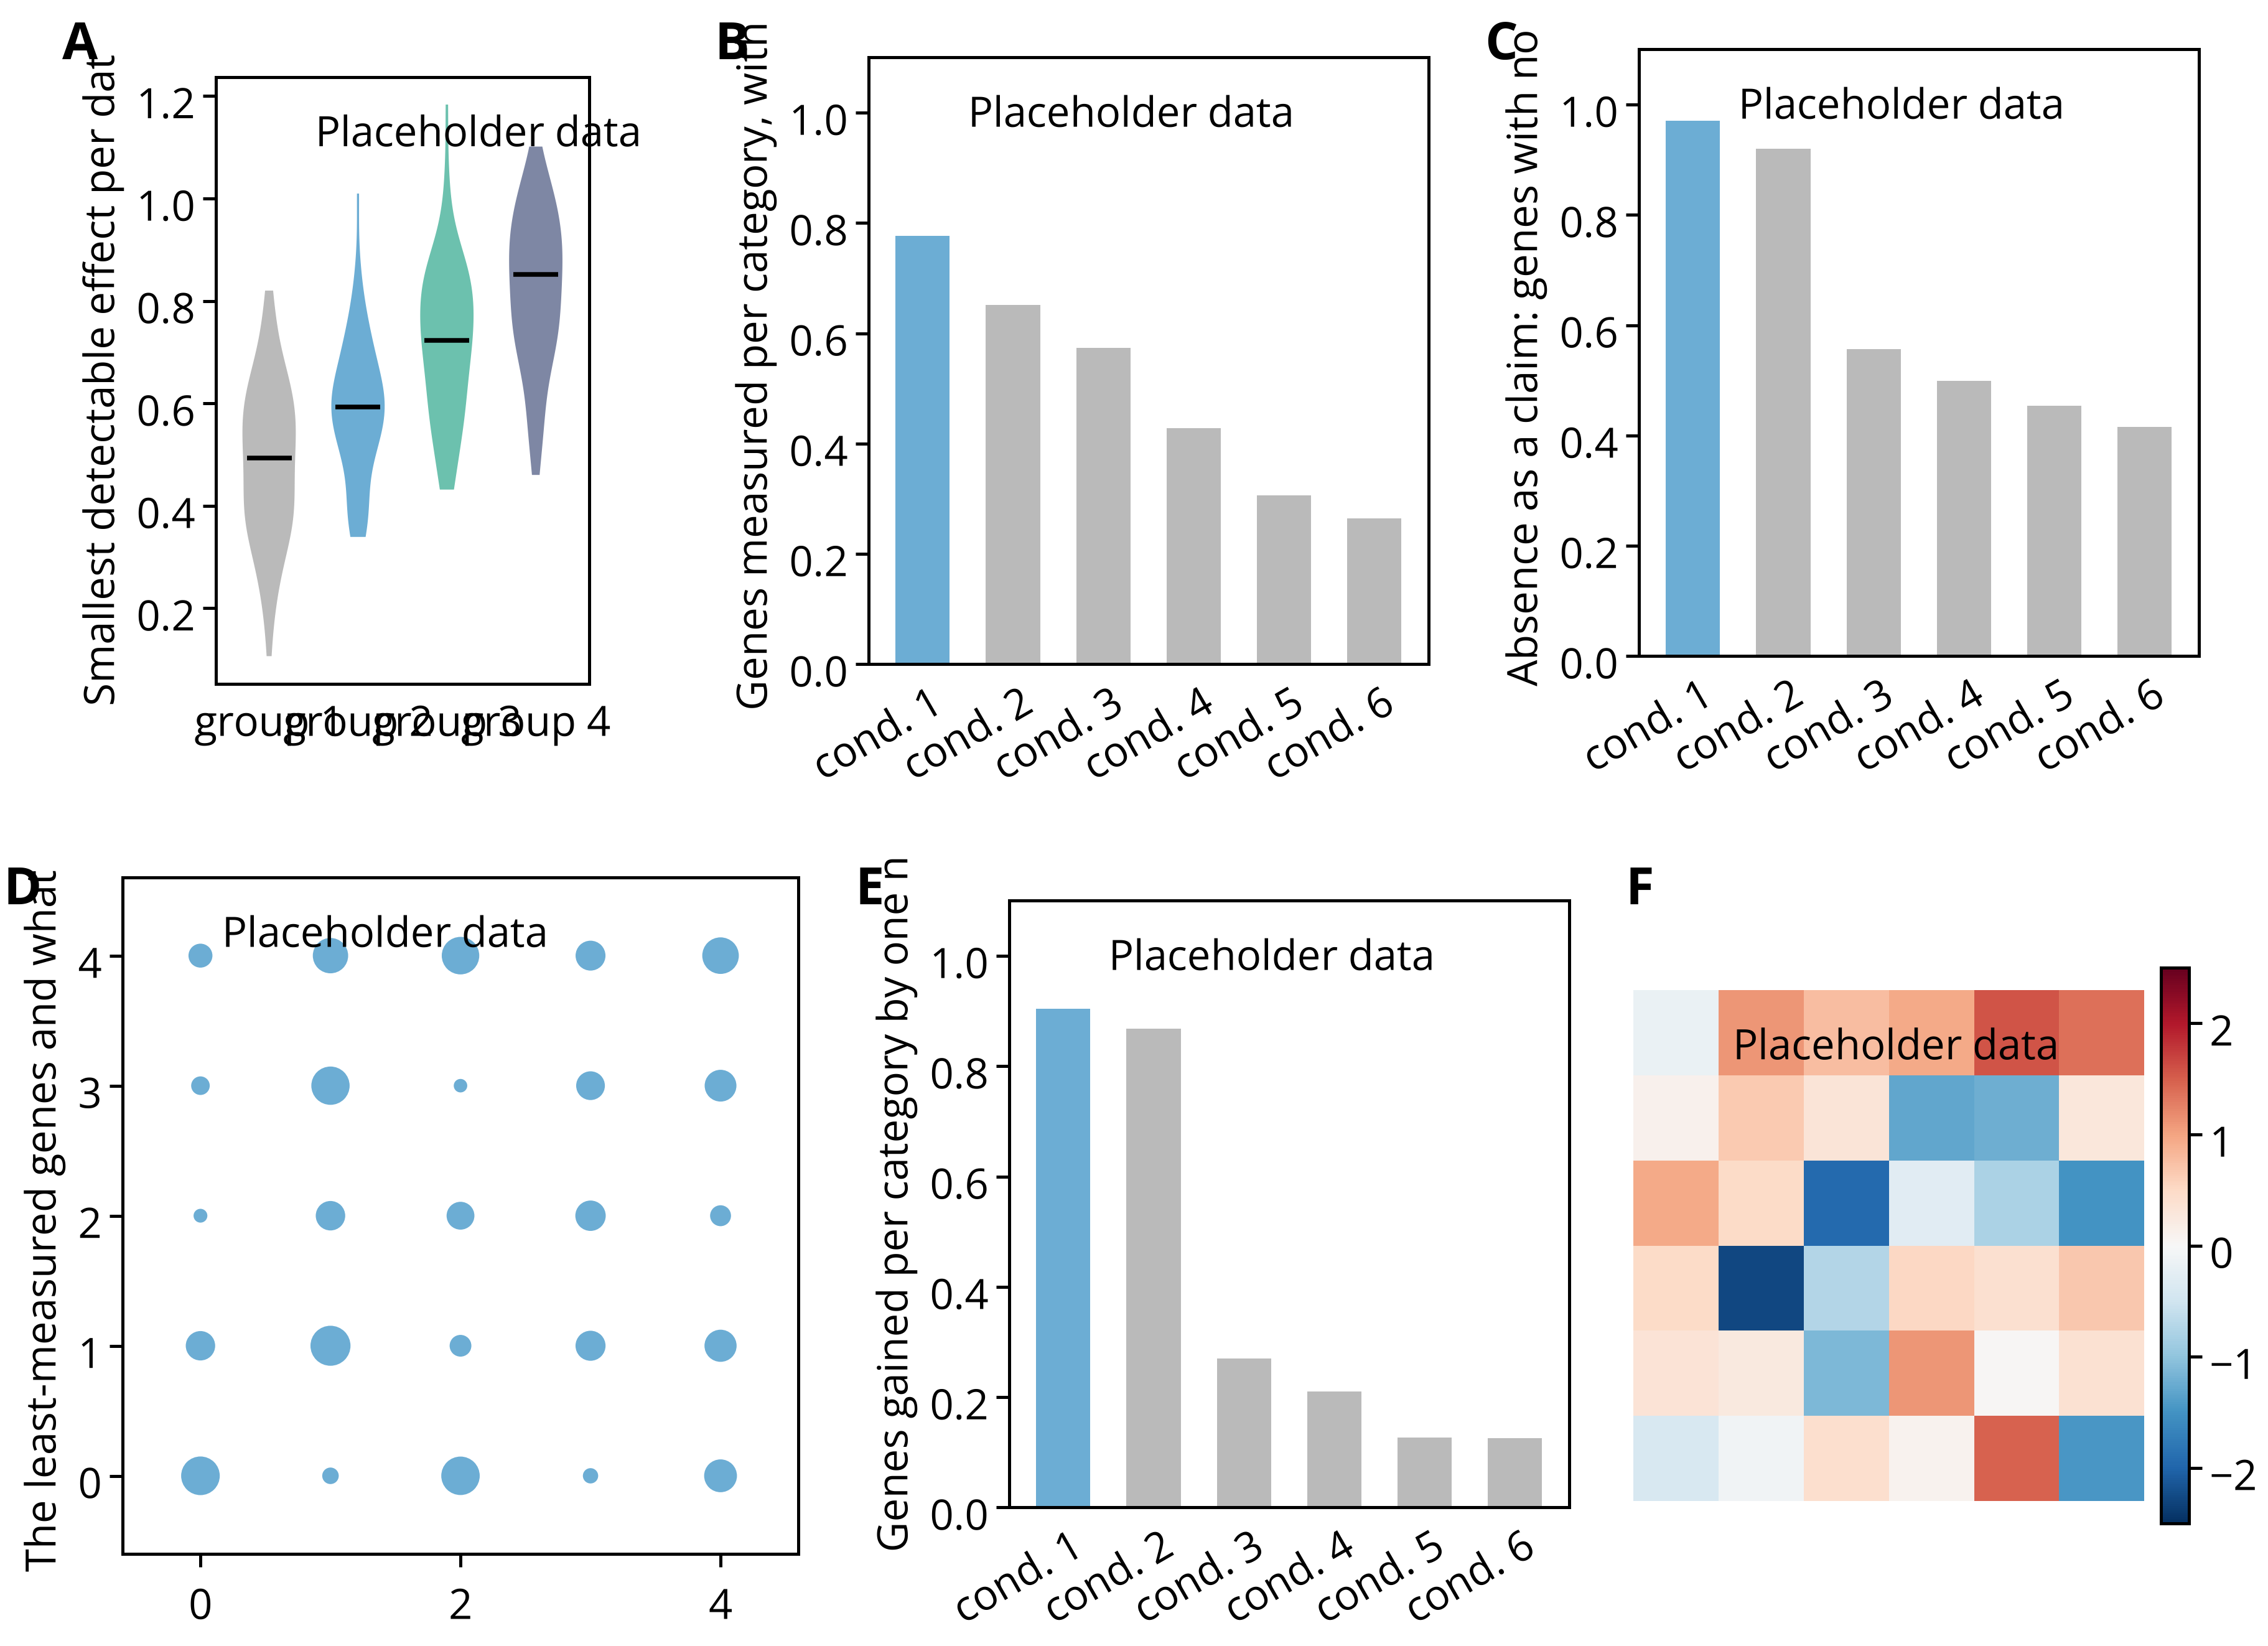 A
Smallest detectable effect per dat
1.2
1.0
0.8
0.6
0.4
0.2
Placeholder data
group 1
group 2
group 3
group 4
B
Genes measured per category, with
1.0
0.8
0.6
0.4
0.2
0.0
Placeholder data
cond. 1
cond. 2
cond. 3
cond. 4
cond. 5
cond. 6
C
Absence as a claim: genes with no
1.0
0.8
0.6
0.4
0.2
0.0
Placeholder data
cond. 1
cond. 2
cond. 3
cond. 4
cond. 5
cond. 6
D
The least-measured genes and what
4
3
2
1
0
Placeholder data
0
2
4
E
Genes gained per category by one n
1.0
0.8
0.6
0.4
0.2
0.0
Placeholder data
cond. 1
cond. 2
cond. 3
cond. 4
cond. 5
cond. 6
F
Placeholder data
2
1
0
−1
−2